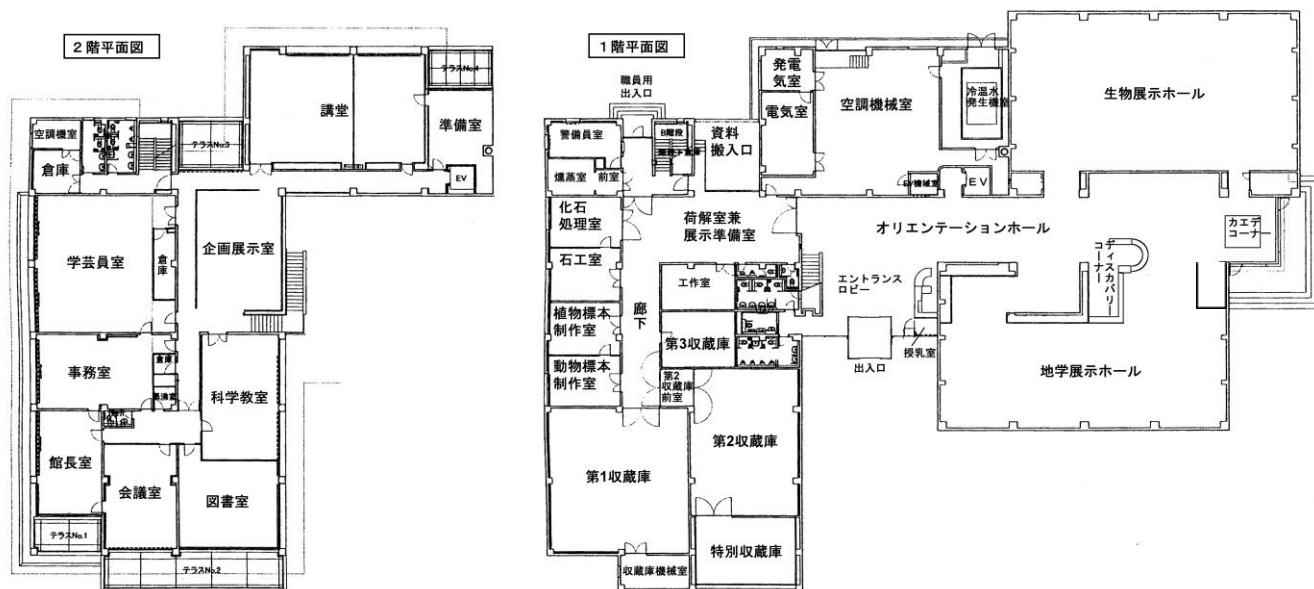 2階平面図
テラスNo.4
講堂
準備室
空調機室
テラスNo.3
倉庫
EV
学芸員室
倉庫
企画展示室
事務室
倉庫
科学教室
館長室
会議室
図書室
テラスNo.1
テラスNo.2
1階平面図
職員用
出入口
発電
気室
電気室
空調機械室
冷温水
発生機室
生物展示ホール
警備員室
B階段
資料
搬入口
燻蒸室
前室
EV機械室
EV
化石
処理室
荷解室兼
展示準備室
オリエンテーションホール
カエデ
コーナー
ディスカバリー
コーナー
石工室
工作室
エントランス
ロビー
廊下
植物標本
制作室
第3収蔵庫
授乳室
出入口
地学展示ホール
動物標本
制作室
第2
収蔵庫
前室
第1収蔵庫
第2収蔵庫
特別収蔵庫
収蔵庫機械室